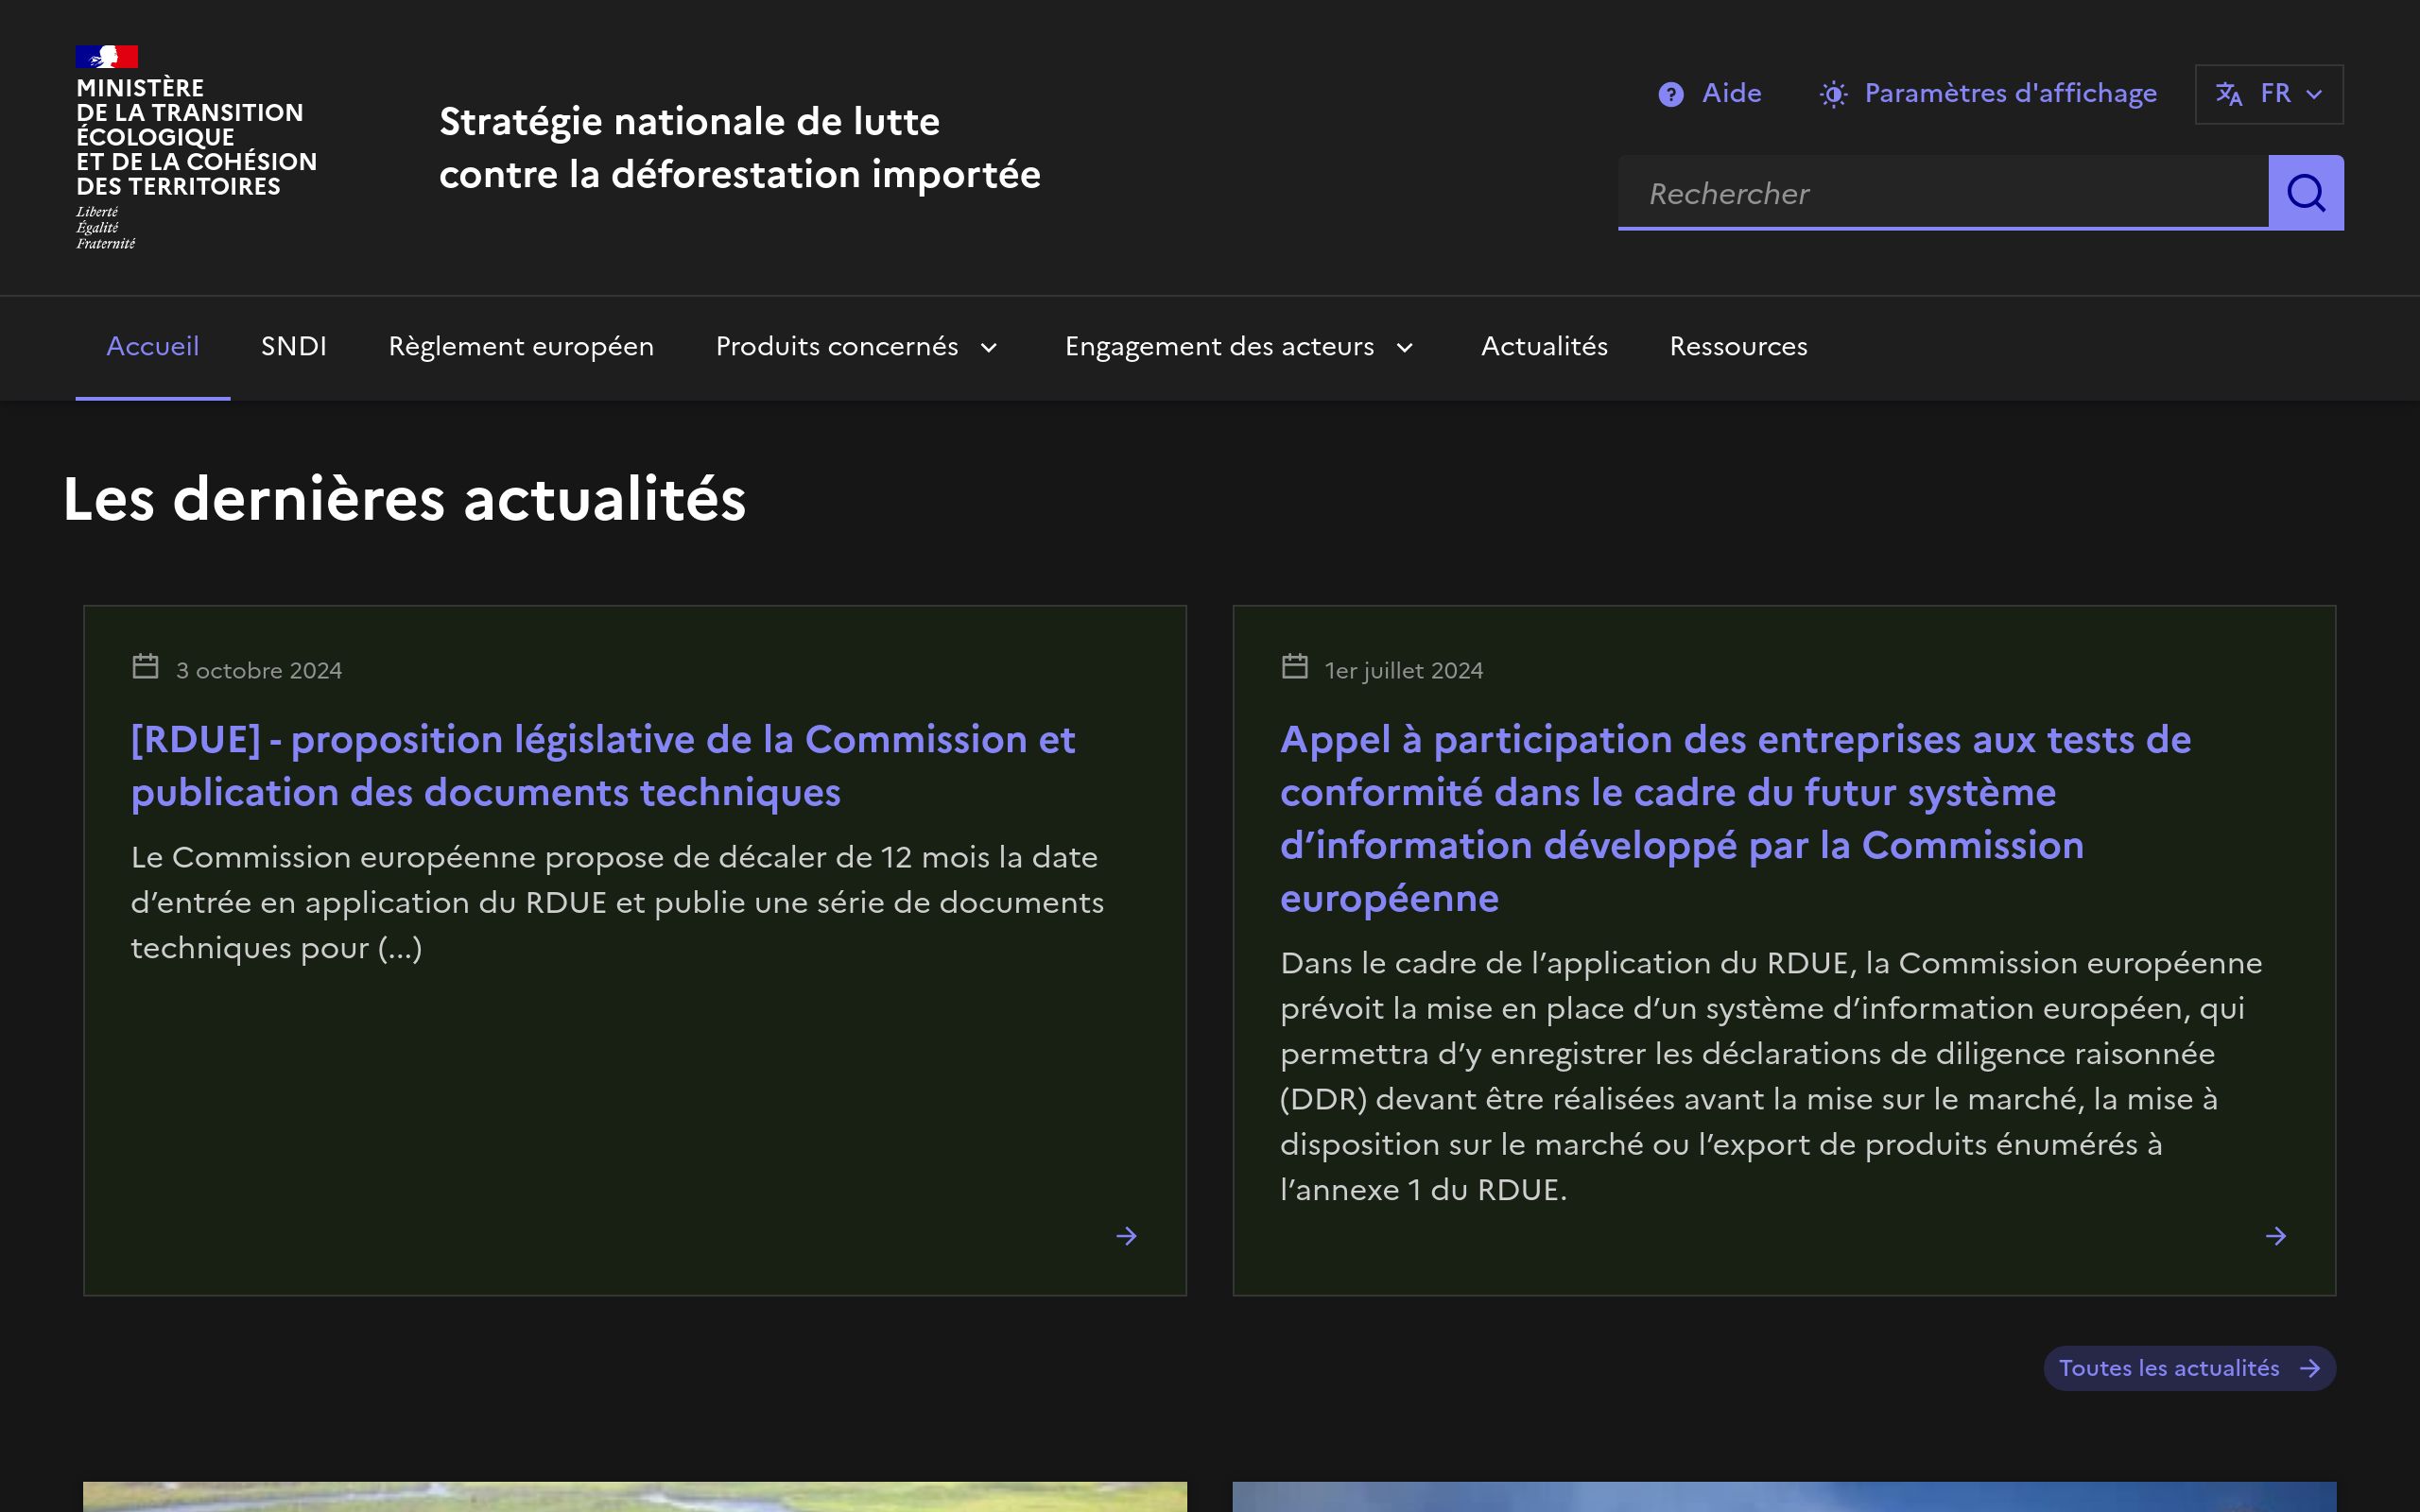 MINISTÈRE
DE LA TRANSITION
ÉCOLOGIQUE
ET DE LA COHÉSION
DES TERRITOIRES
Liberté
Égalité
Fraternité
Stratégie nationale de lutte
contre la déforestation importée
Aide
Paramètres d'affichage
FR
Rechercher
Accueil
SNDI
Règlement européen
Produits concernés
Engagement des acteurs
Actualités
Ressources
Les dernières actualités
3 octobre 2024
[RDUE] - proposition législative de la Commission et
publication des documents techniques
Le Commission européenne propose de décaler de 12 mois la date
d’entrée en application du RDUE et publie une série de documents
techniques pour (...)
1er juillet 2024
Appel à participation des entreprises aux tests de
conformité dans le cadre du futur système
d’information développé par la Commission
européenne
Dans le cadre de l’application du RDUE, la Commission européenne
prévoit la mise en place d’un système d’information européen, qui
permettra d’y enregistrer les déclarations de diligence raisonnée
(DDR) devant être réalisées avant la mise sur le marché, la mise à
disposition sur le marché ou l’export de produits énumérés à
l’annexe 1 du RDUE.
Toutes les actualités